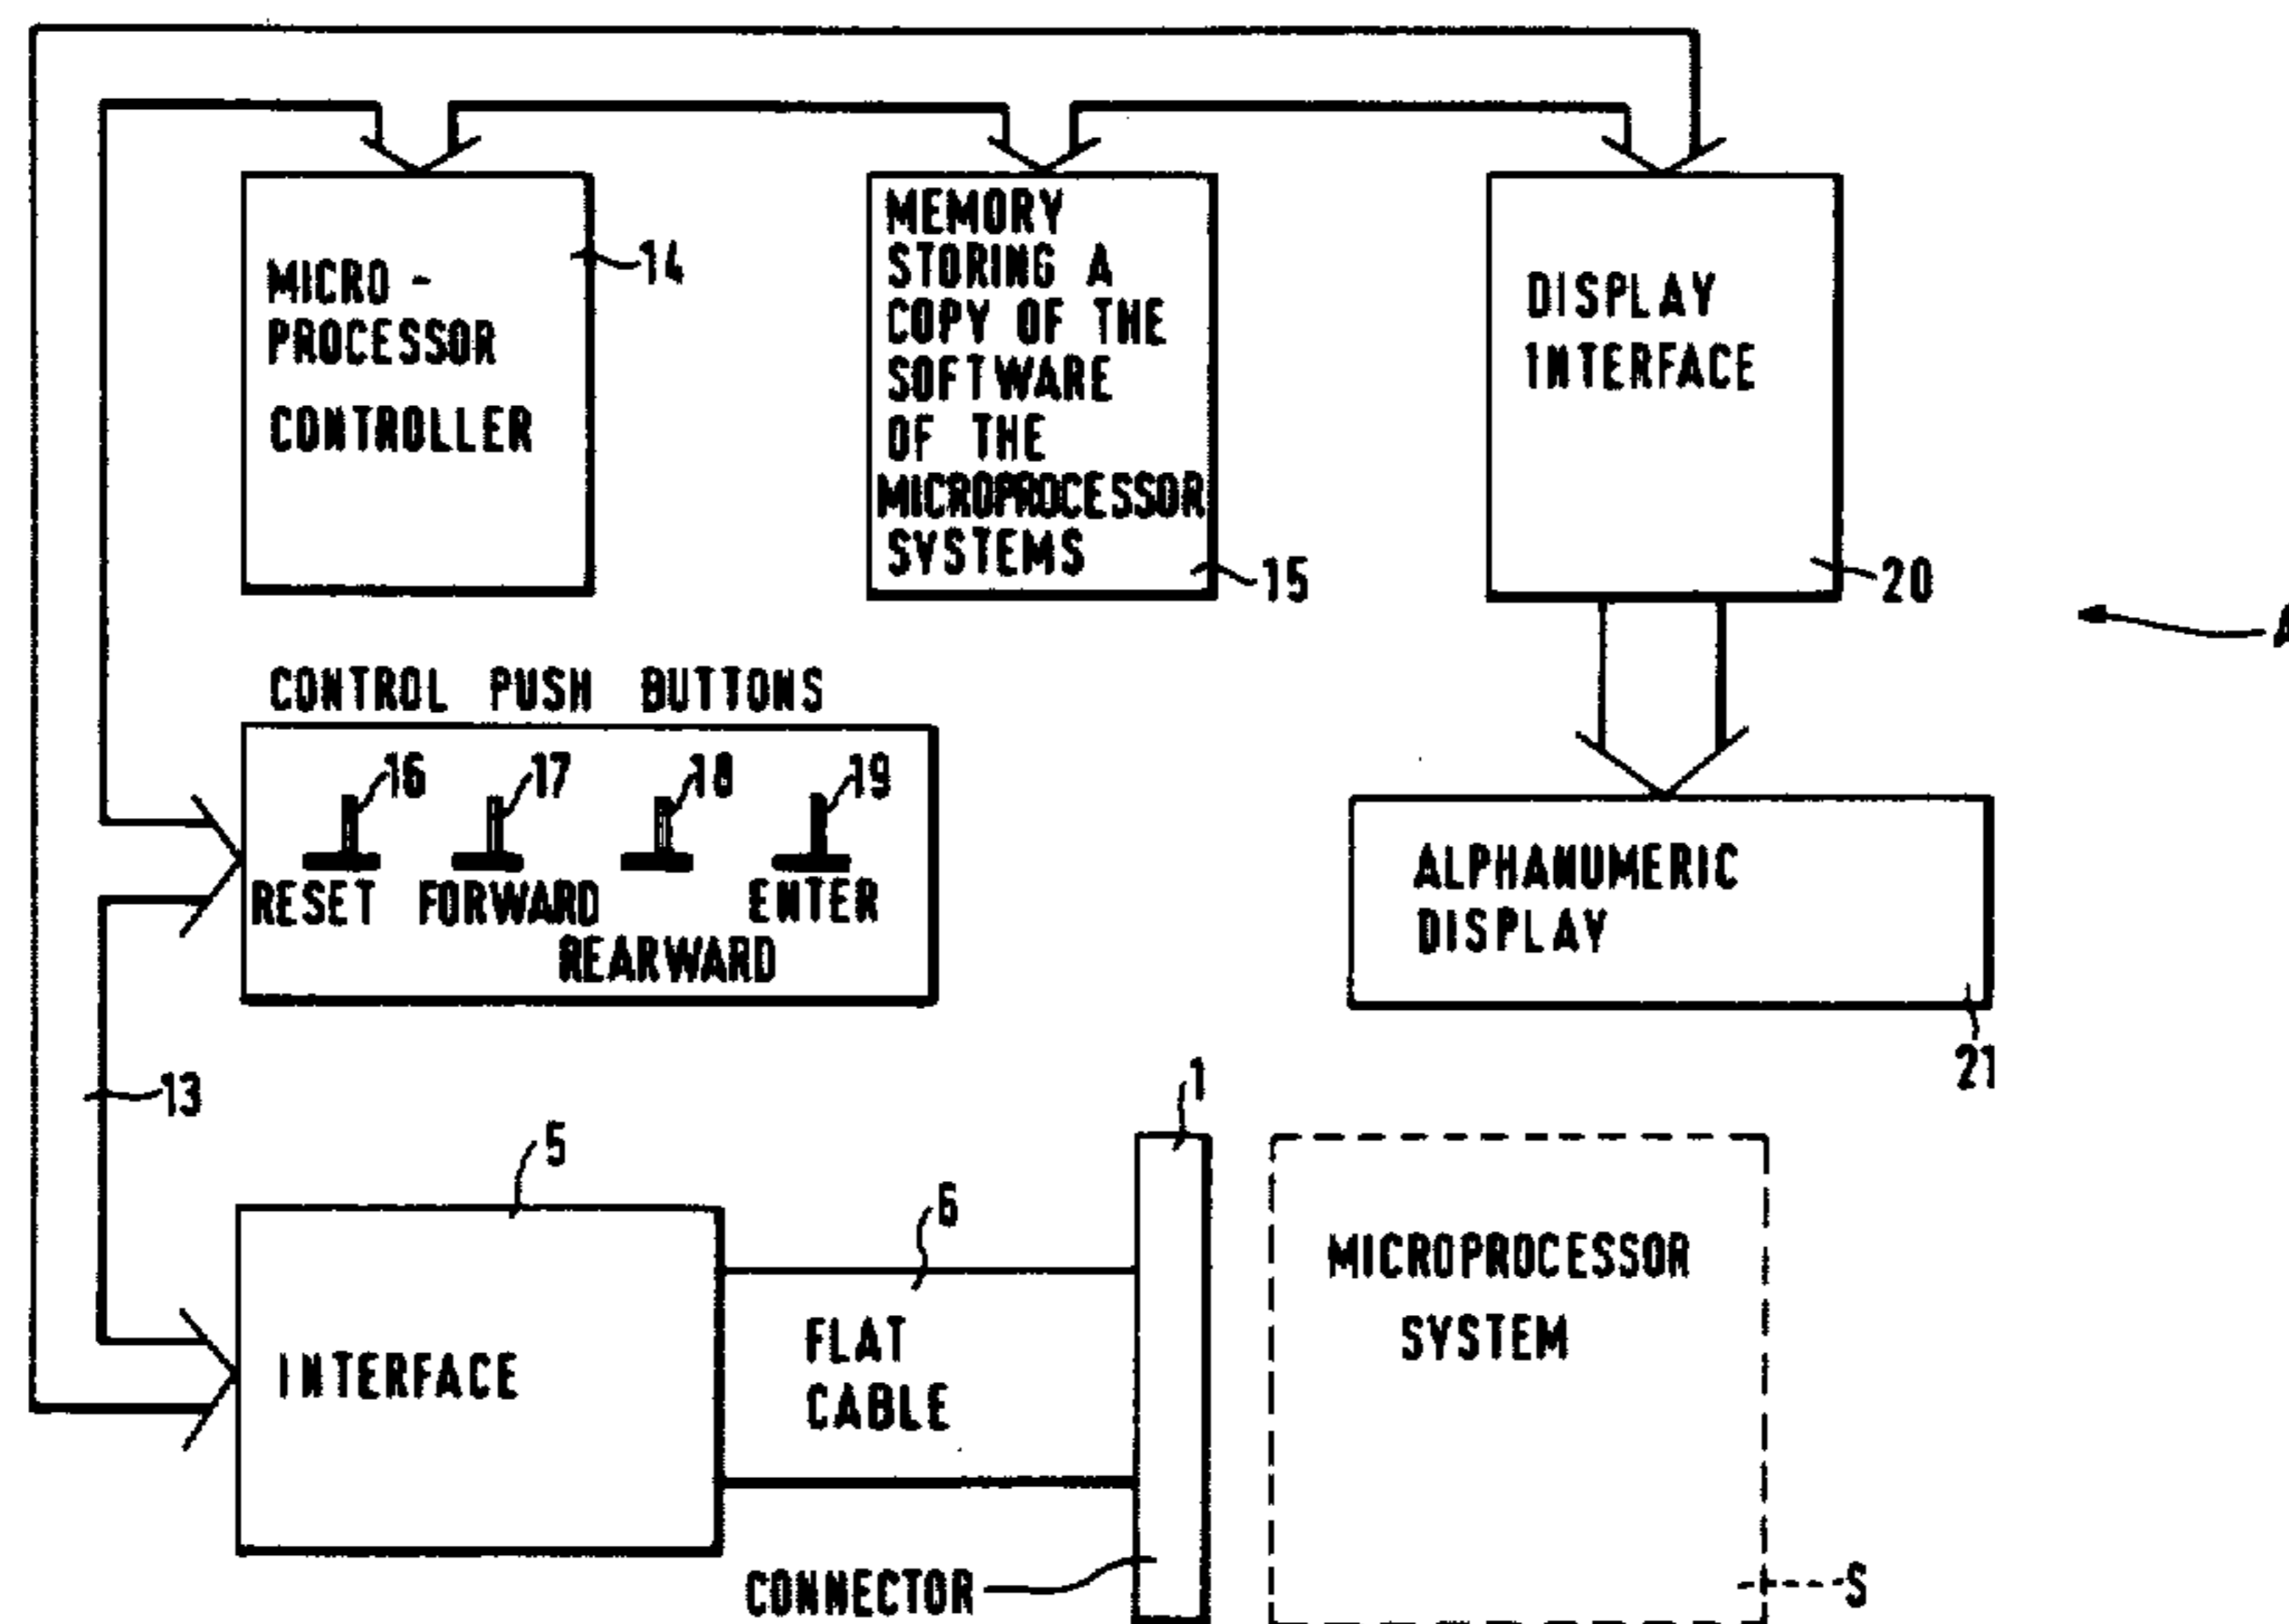 MICRO -
PROCESSOR
CONTROLLER
14
MEMORY
STORING A
COPY OF THE
SOFTWARE
OF THE
MICROPROCESSOR
SYSTEMS
15
DISPLAY
INTERFACE
20
CONTROL PUSH BUTTONS
16 17 18 19
RESET FORWARD ENTER
REARWARD
ALPHANUMERIC
DISPLAY
21
13
5
INTERFACE
6
FLAT
CABLE
1
CONNECTOR
MICROPROCESSOR
SYSTEM
S